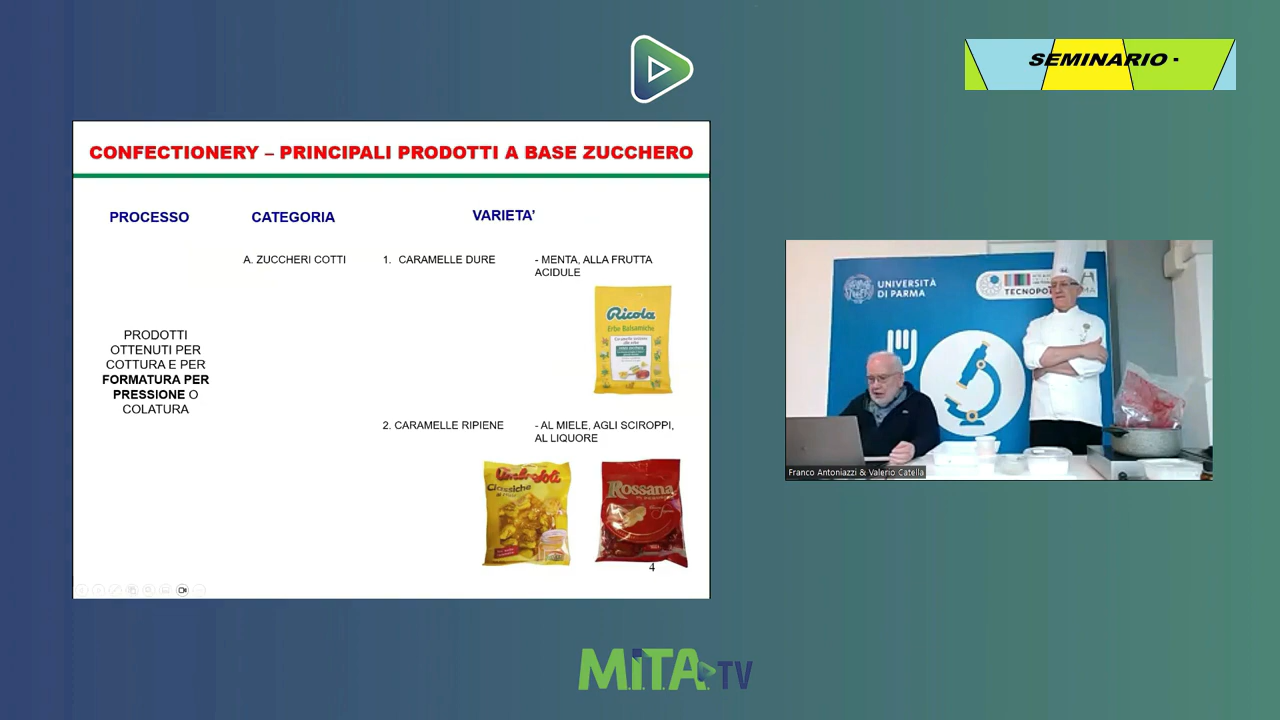 SEMINARIO -
CONFECTIONERY – PRINCIPALI PRODOTTI A BASE ZUCCHERO
PROCESSO
CATEGORIA
VARIETA'
A. ZUCCHERI COTTI
1. CARAMELLE DURE
- MENTA, ALLA FRUTTA
ACIDULE
Ricola
Erbe Balsamiche
PRODOTTI
OTTENUTI PER
COTTURA E PER
FORMATURA PER
PRESSIONE O
COLATURA
2. CARAMELLE RIPIENE
- AL MIELE, AGLI SCIROPPI,
AL LIQUORE
Classiche
Rossana
4
UNIVERSITÀ
DI PARMA
Franco Antoniazzi & Valerio Catella
M.I.T.A. TV